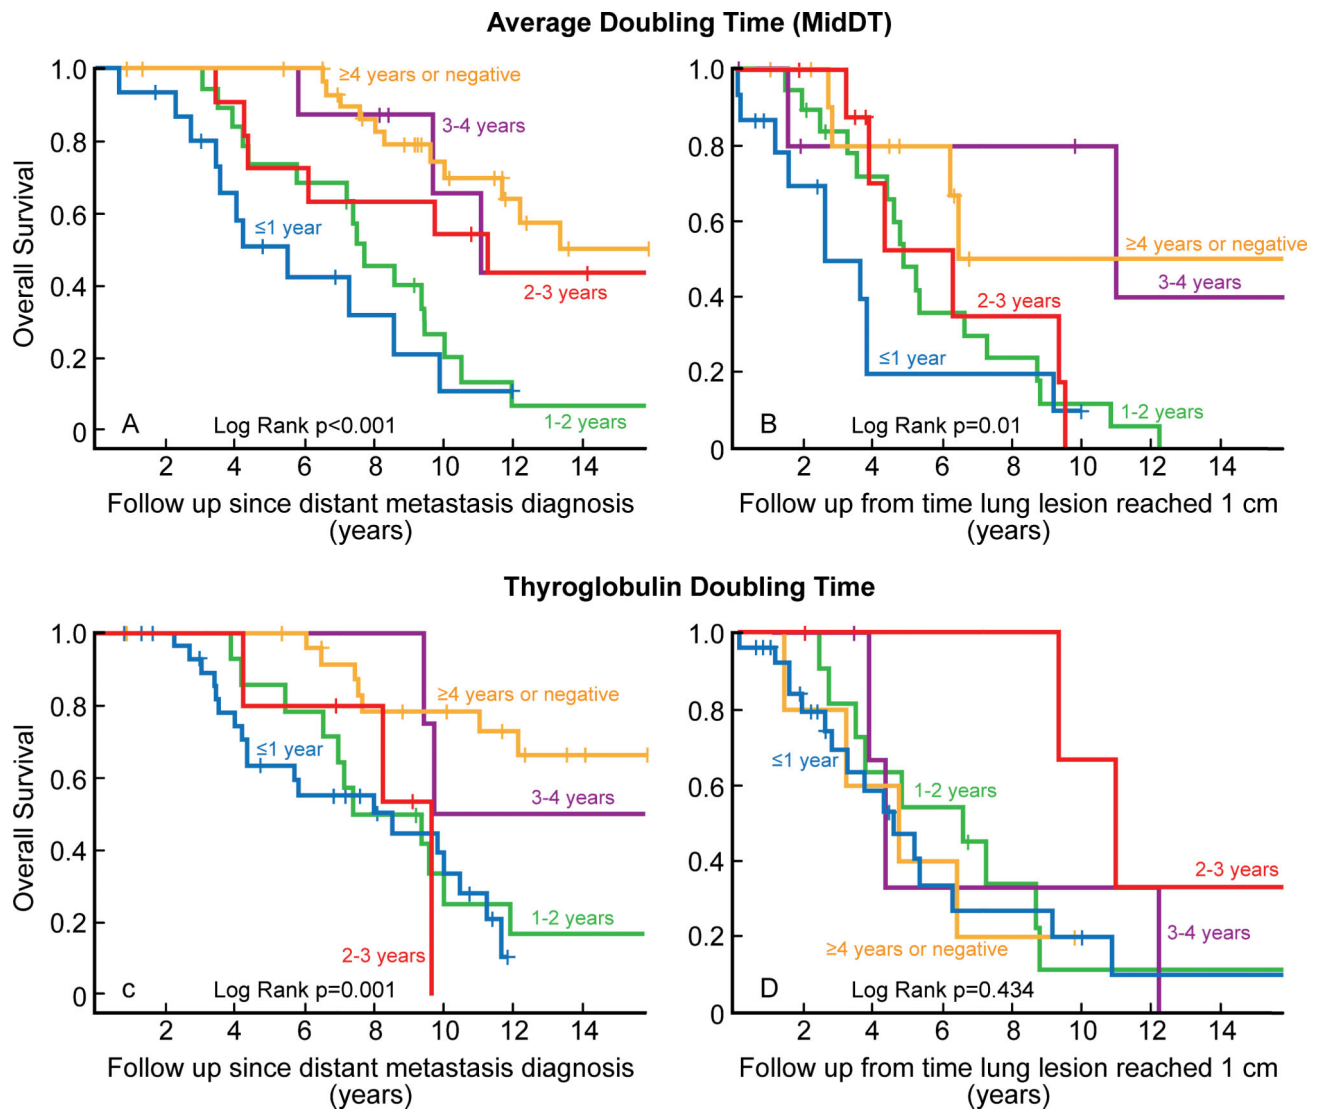 Average Doubling Time (MidDT)
Overall Survival
1.0
0.8
0.6
0.4
0.2
0
≥4 years or negative
3-4 years
≤1 year
2-3 years
1-2 years
A
Log Rank p<0.001
2 4 6 8 10 12 14
Follow up since distant metastasis diagnosis
(years)
1.0
0.8
0.6
0.4
0.2
0
≥4 years or negative
3-4 years
2-3 years
≤1 year
1-2 years
B
Log Rank p=0.01
2 4 6 8 10 12 14
Follow up from time lung lesion reached 1 cm
(years)
Thyroglobulin Doubling Time
Overall Survival
1.0
0.8
0.6
0.4
0.2
0
≥4 years or negative
≤1 year
3-4 years
1-2 years
2-3 years
c
Log Rank p=0.001
2 4 6 8 10 12 14
Follow up since distant metastasis diagnosis
(years)
1.0
0.8
0.6
0.4
0.2
0
≤1 year
1-2 years
2-3 years
3-4 years
≥4 years or negative
D
Log Rank p=0.434
2 4 6 8 10 12 14
Follow up from time lung lesion reached 1 cm
(years)